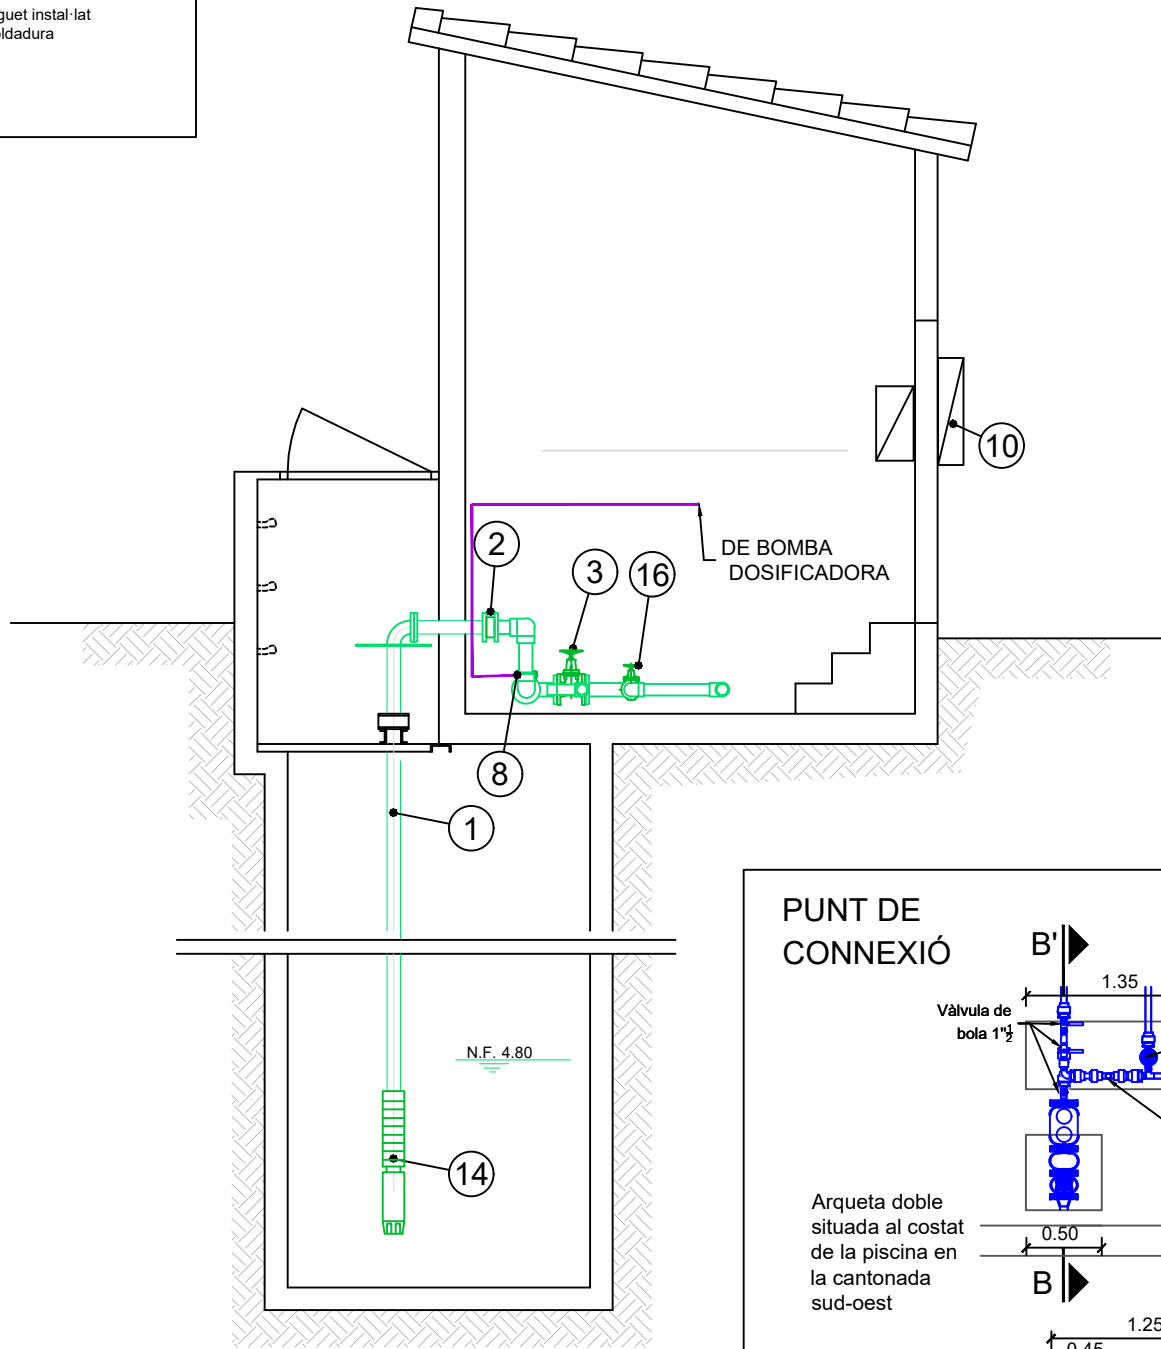 instal·lat
10
2
3
16
DE BOMBA
DOSIFICADORA
8
1
N.F. 4.80
14
PUNT DE
CONNEXIÓ
B'
1.35
Vàlvula de
bola 1"½
Arqueta doble
situada al costat
de la piscina en
la cantonada
sud-oest
0.50
B
1.25
0.45